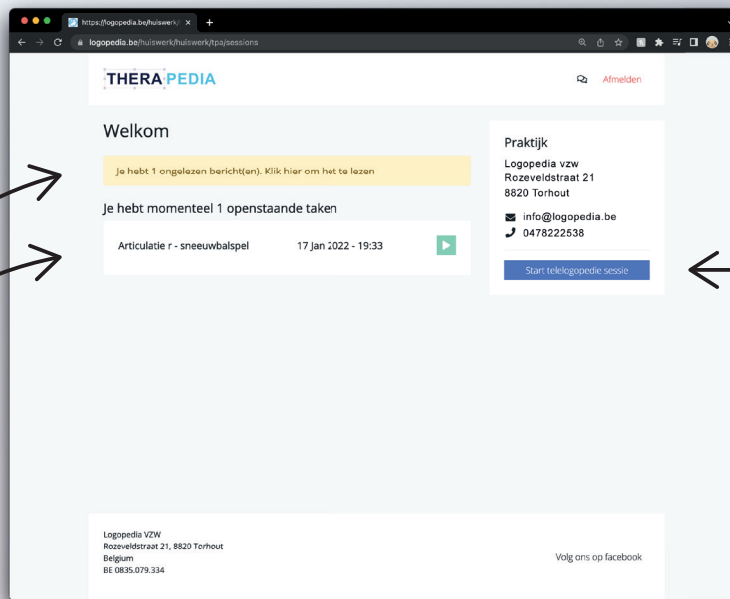 https://logopedia.be/huiswerk/
logopedia.be/huiswerk/huiswerk/tpa/sessions
THERAPEDIA
Afmelden
Welkom
Je hebt 1 ongelezen bericht(en). Klik hier om het te lezen
Je hebt momenteel 1 openstaande taken
Articulatie r - sneeuwbalspel 17 Jan 2022 - 19:33
Praktijk
Logopedia vzw
Rozeveldstraat 21
8820 Torhout
info@logopedia.be
0478222538
Start telelogopedie sessie
Logopedia VZW
Rozeveldstraat 21, 8820 Torhout
Belgium
BE 0835.079.334
Volg ons op facebook